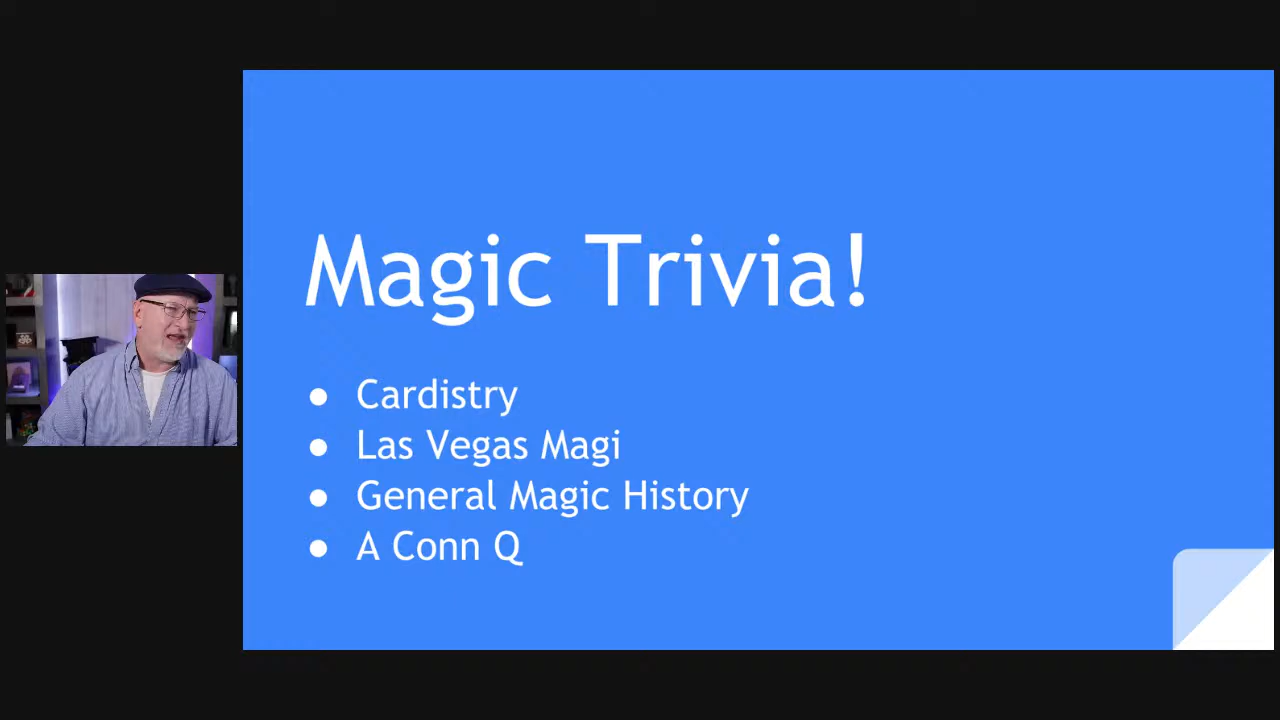 Magic Trivia!
● Cardistry
● Las Vegas Magi
● General Magic History
● A Conn Q